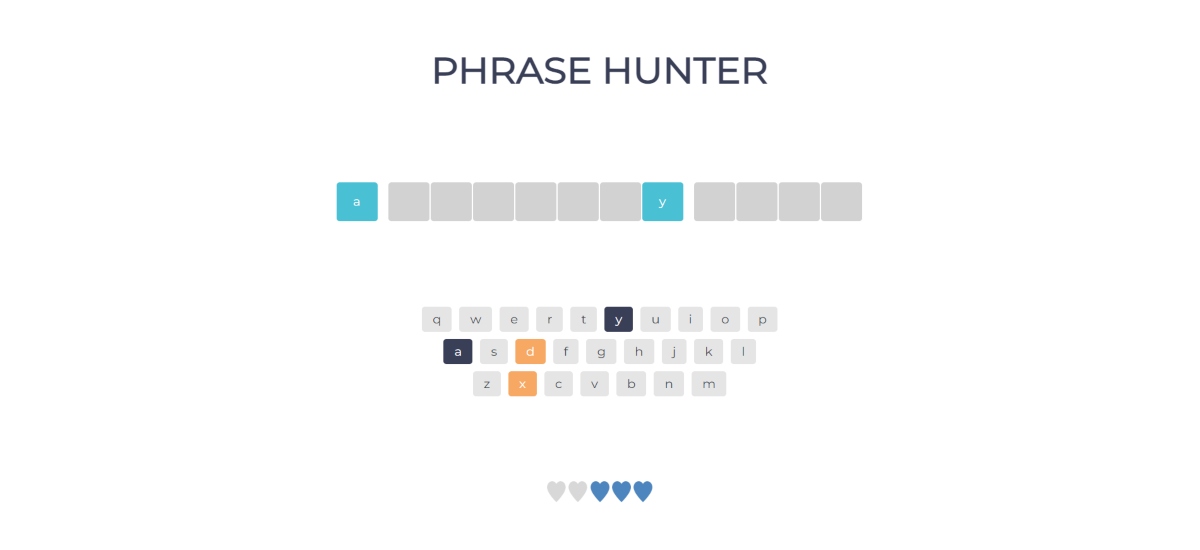 PHRASE HUNTER
a y
q w e r t y u i o p
a s d f g h j k l
z x c v b n m